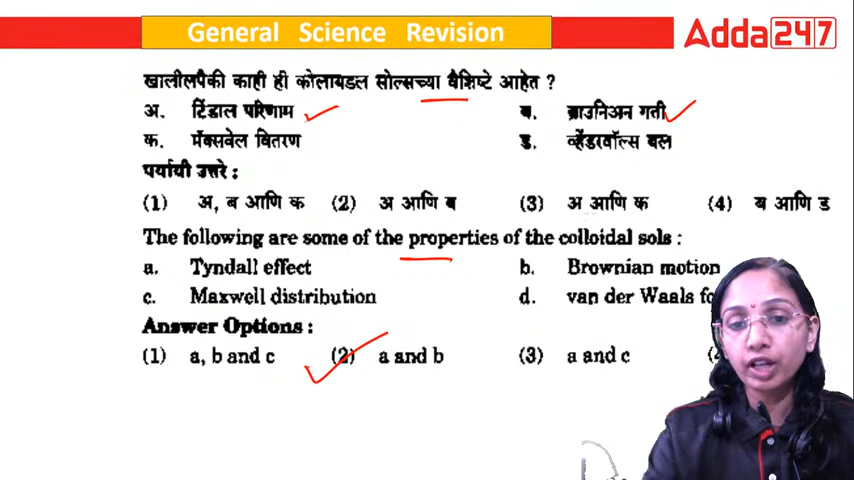 General Science Revision
Adda247
खालीलपैकी काही ही कोलायडल सोल्सच्या वैशिष्टे आहेत ?
अ. टिंडाल परिणाम ब. ब्राउनिअन गती
क. मॅक्सवेल वितरण ड. व्हॅंडरवॉल्स बल
पर्यायी उत्तरे :
(1) अ, ब आणि क (2) अ आणि ब (3) अ आणि क (4) ब आणि ड
The following are some of the properties of the colloidal sols :
a. Tyndall effect b. Brownian motion
c. Maxwell distribution d. van der Waals
Answer Options :
(1) a, b and c (2) a and b (3) a and c